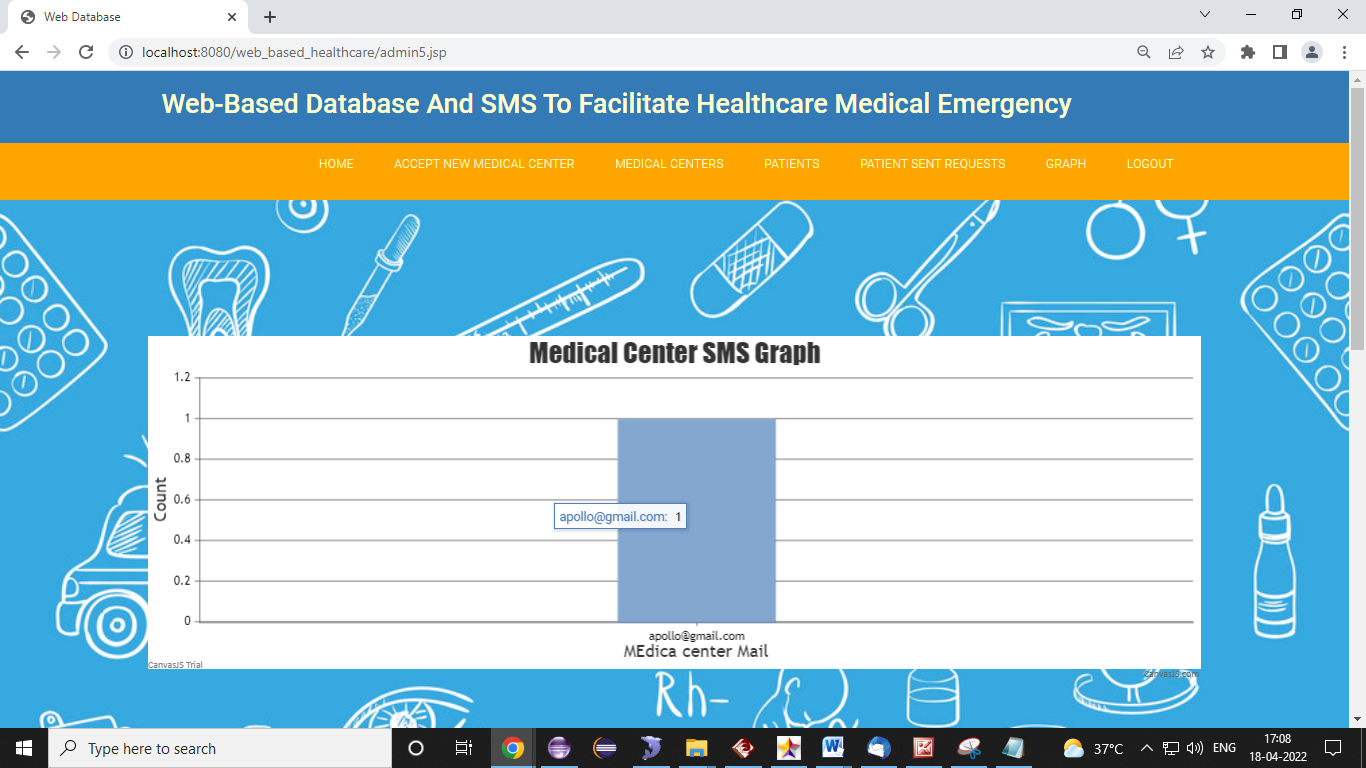 Web Database
localhost:8080/web_based_healthcare/admin5.jsp
Web-Based Database And SMS To Facilitate Healthcare Medical Emergency
HOME ACCEPT NEW MEDICAL CENTER MEDICAL CENTERS PATIENTS PATIENT SENT REQUESTS GRAPH LOGOUT
Medical Center SMS Graph
1.2
1
0.8
0.6
0.4
0.2
0
Count
apollo@gmail.com: 1
apollo@gmail.com
MEdica center Mail
CanvasJS Trial
CanvasJS.com
Rh-
Type here to search
37°C
ENG
17:08
18-04-2022